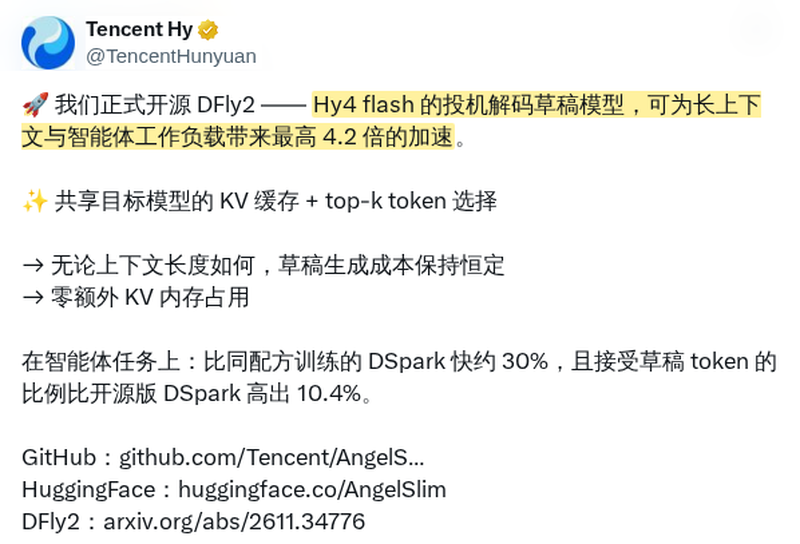 Tencent Hy
@TencentHunyuan
🚀 我们正式开源 DFly2 —— Hy4 flash 的投机解码草稿模型，可为长上下
文与智能体工作负载带来最高 4.2 倍的加速。
✨ 共享目标模型的 KV 缓存 + top-k token 选择
→ 无论上下文长度如何，草稿生成成本保持恒定
→ 零额外 KV 内存占用
在智能体任务上：比同配方训练的 DSpark 快约 30%，且接受草稿 token 的
比例比开源版 DSpark 高出 10.4%。
GitHub：github.com/Tencent/AngelS...
HuggingFace：huggingface.co/AngelSlim
DFly2：arxiv.org/abs/2611.34776